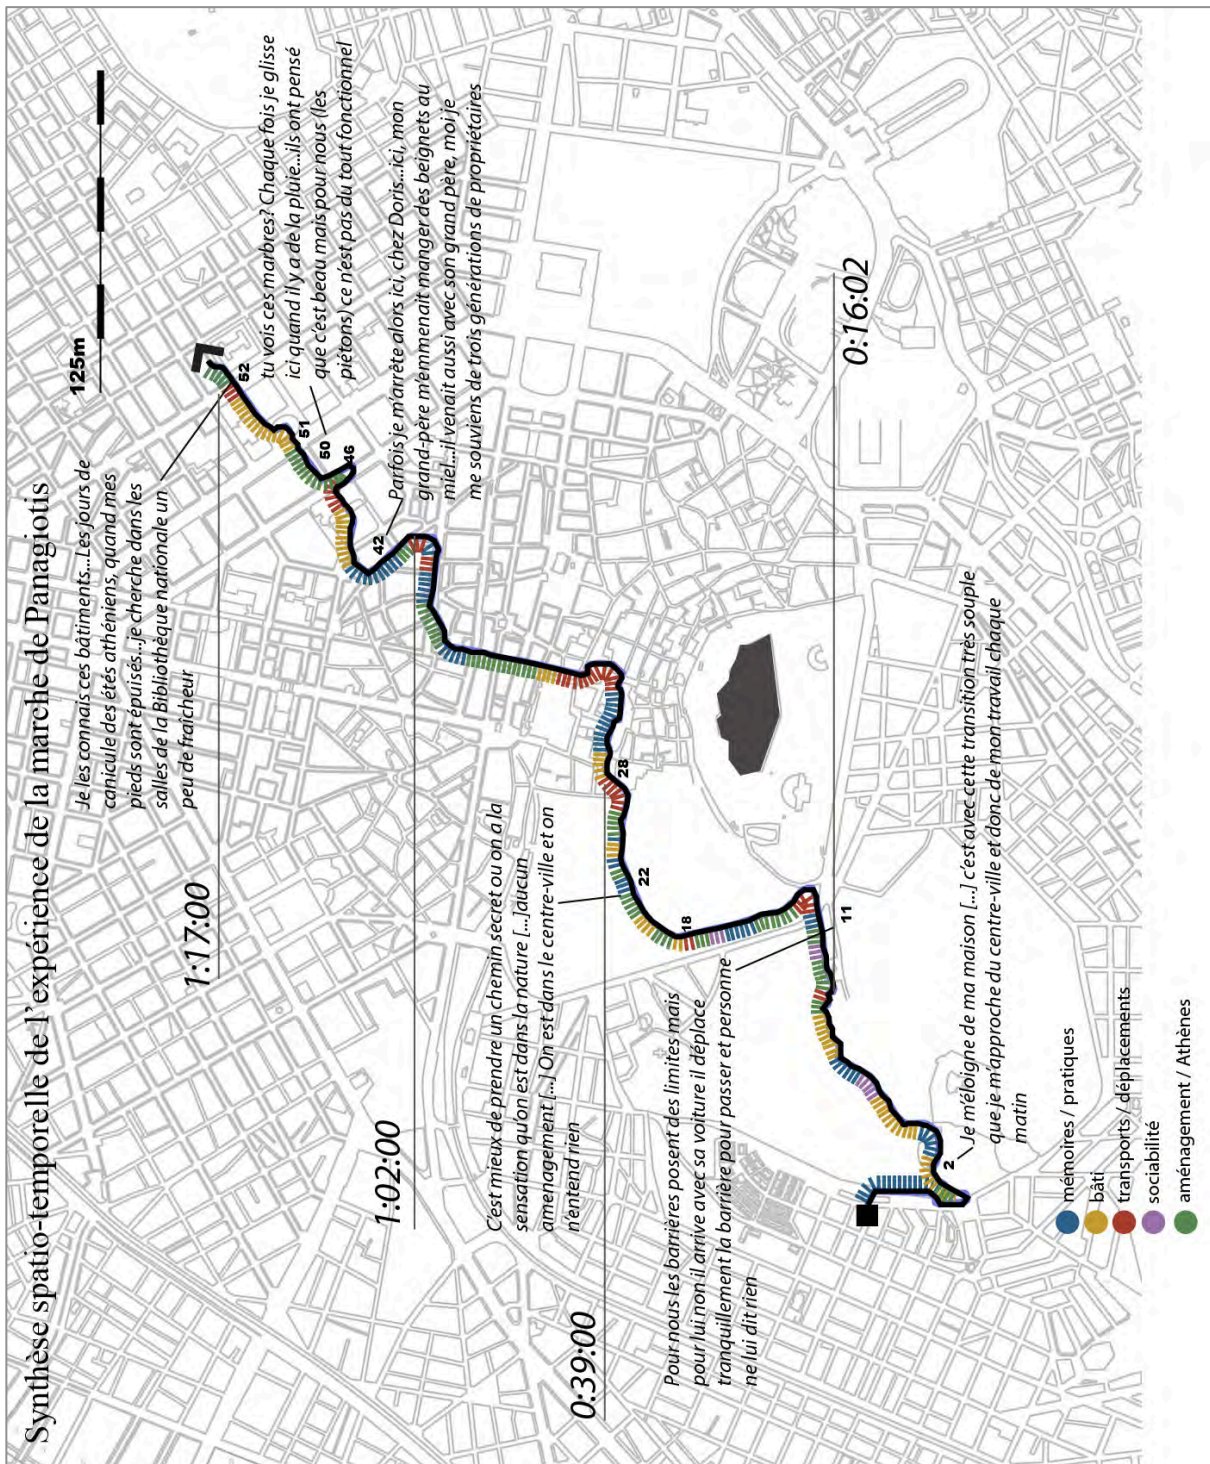 Synthèse spatio-temporelle de l'expérience de la marche de Panagiotis
125m
Je les connais ces bâtiments...Les jours de
canicule des étés athéniens, quand mes
pieds sont épuisés...je cherche dans les
salles de la Bibliothèque nationale un
peu de fraîcheur
tu vois ces marbres? Chaque fois je glisse
ici quand il y a de la pluie...ils ont pensé
que c'est beau mais pour nous (les
piétons) ce n'est pas du tout fonctionnel
52
51
50
46
1:17:00
Parfois je m'arrête alors ici, chez Doris...ici, mon
grand-père m'emmenait manger des beignets au
miel...il venait aussi avec son grand père, moi je
me souviens de trois générations de propriétaires
42
1:02:00
C'est mieux de prendre un chemin secret ou on a la
sensation qu'on est dans la nature [...]aucun
amenagement [...] On est dans le centre-ville et on
n'entend rien
28
22
0:39:00
18
Pour nous les barrières posent des limites mais
pour lui non il arrive avec sa voiture il déplace
tranquillement la barrière pour passer et personne
ne lui dit rien
11
0:16:02
2
Je m'éloigne de ma maison [...] c'est avec cette transition très souple
que je m'approche du centre-ville et donc de mon travail chaque
matin
mémoires / pratiques
bâti
transports / déplacements
sociabilité
aménagement / Athènes